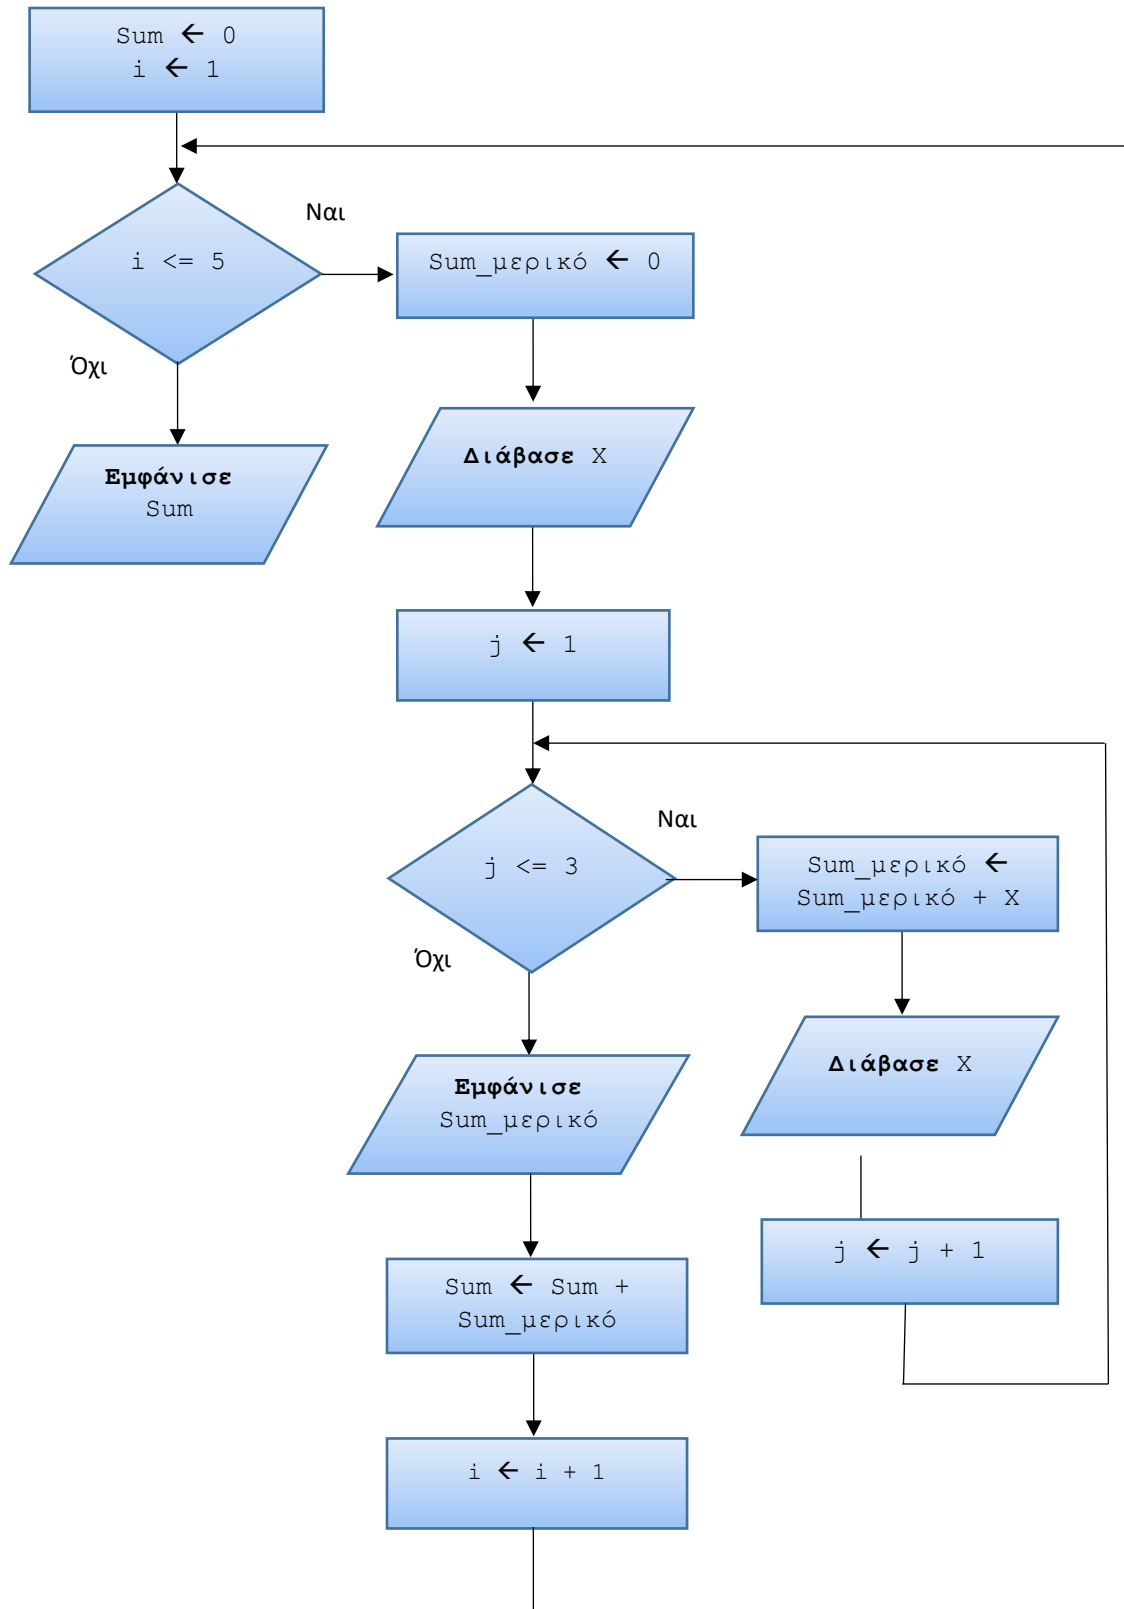 Sum 🡨 0
i 🡨 1
i <= 5
Ναι
Όχι
Sum_μερικό 🡨 0
Εμφάνισε
Sum
Διάβασε X
j 🡨 1
j <= 3
Ναι
Όχι
Sum_μερικό 🡨
Sum_μερικό + X
Διάβασε X
j 🡨 j + 1
Εμφάνισε
Sum_μερικό
Sum 🡨 Sum +
Sum_μερικό
i 🡨 i + 1